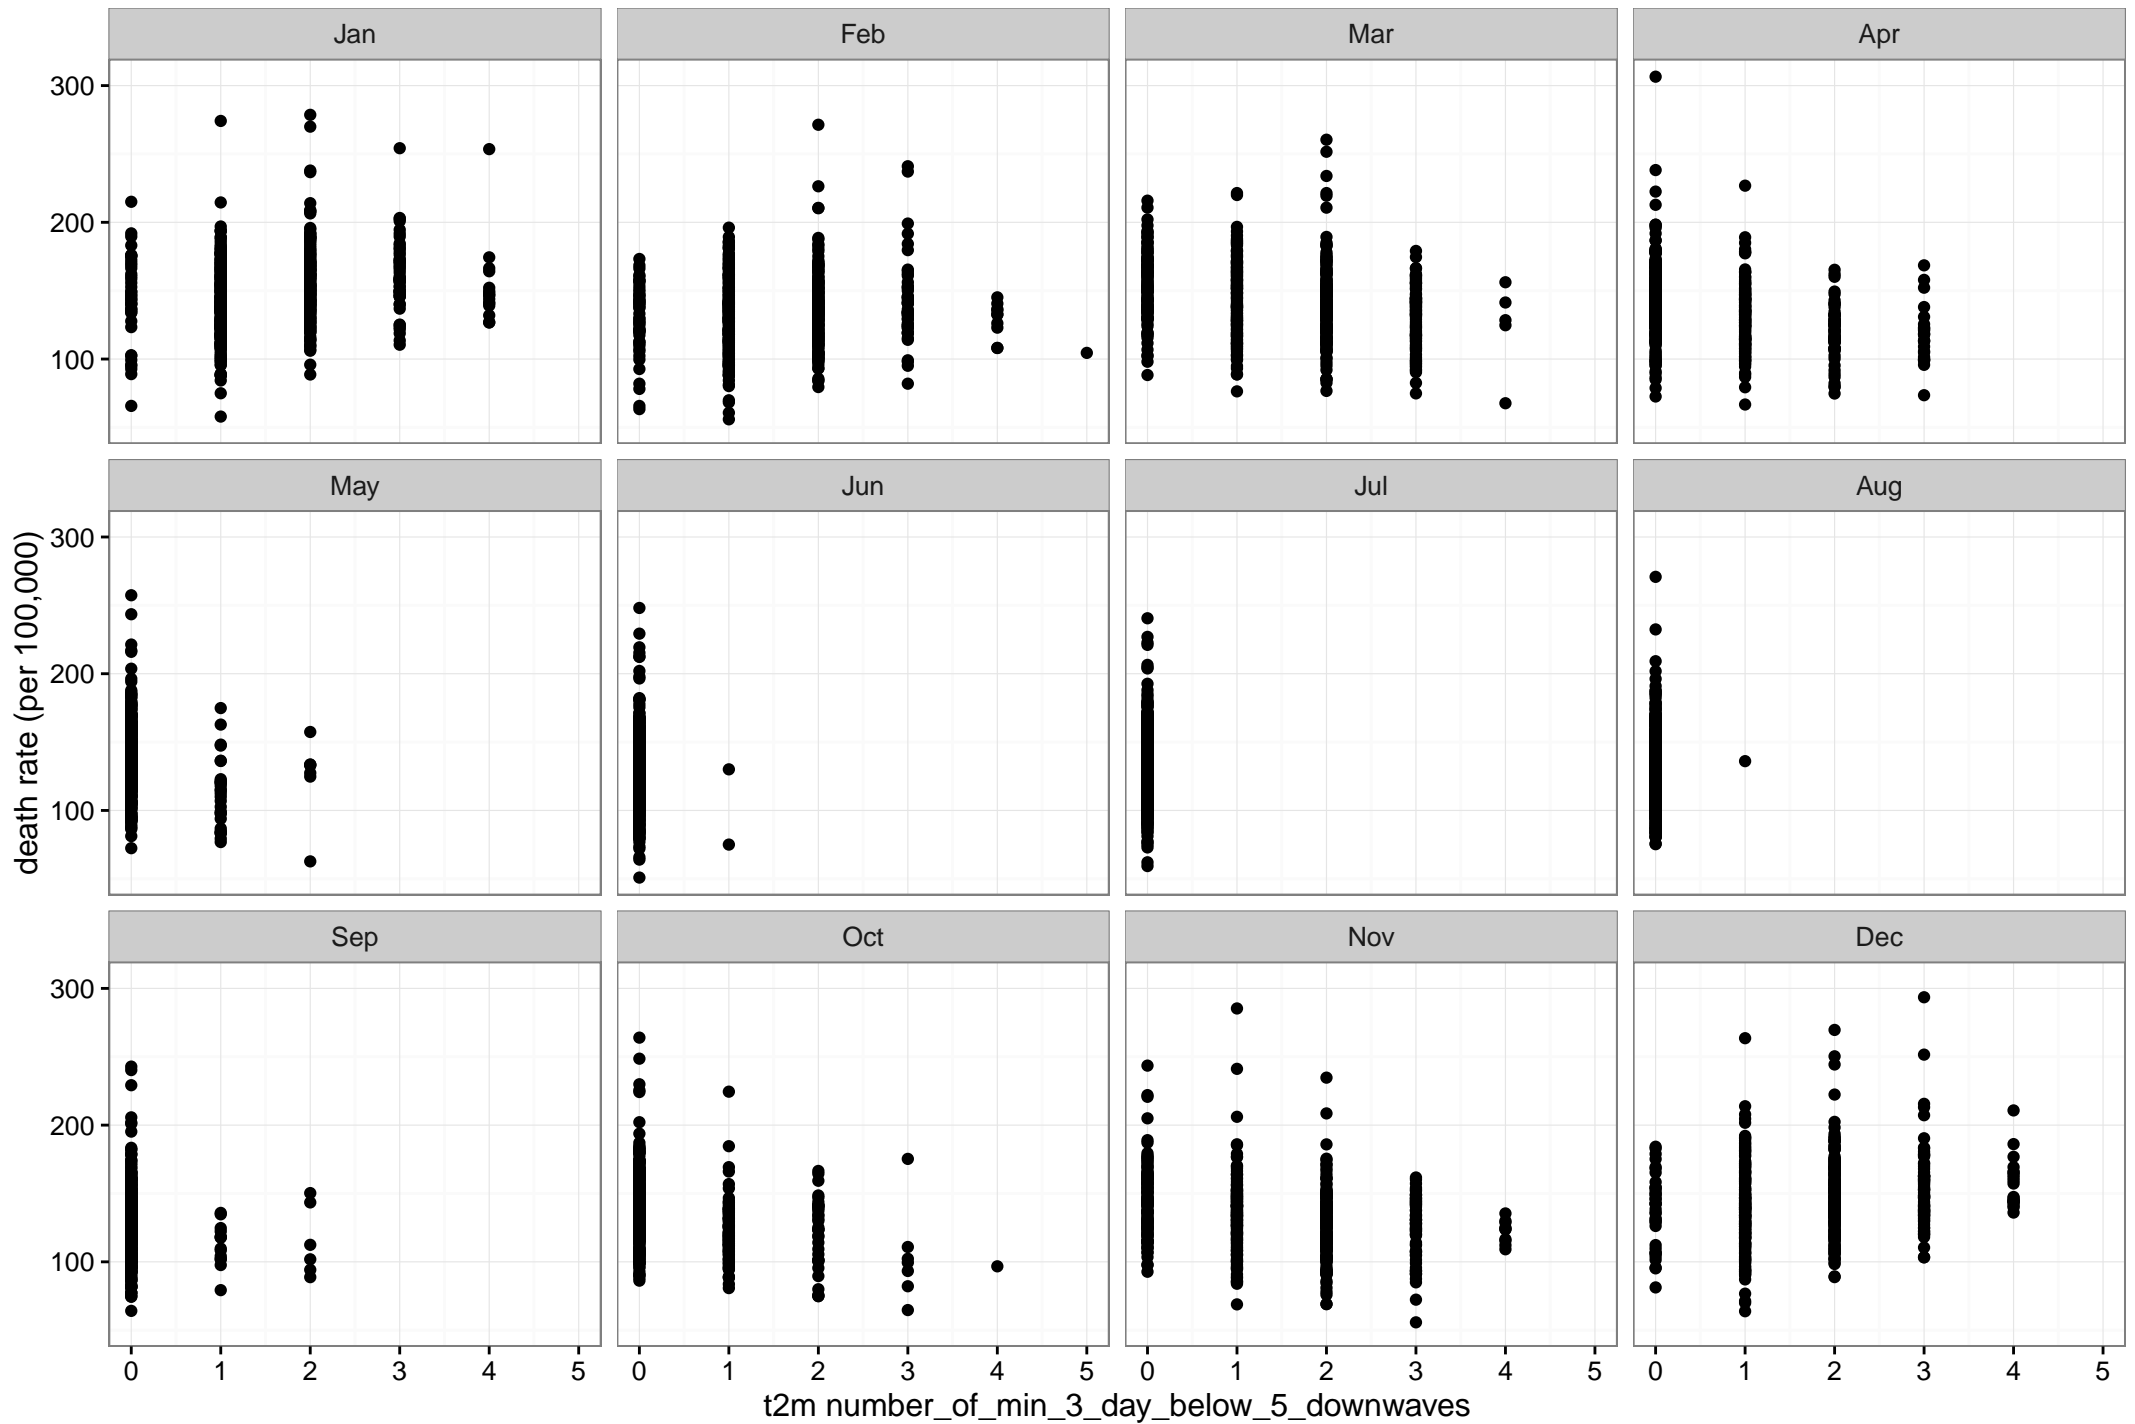 Jan Feb Mar Apr
300
200
100
May Jun Jul Aug
300
200
100
death rate (per 100,000)
Sep Oct Nov Dec
300
200
100
0 1 2 3 4 5 0 1 2 3 4 5 0 1 2 3 4 5 0 1 2 3 4 5
t2m number_of_min_3_day_below_5_downwaves